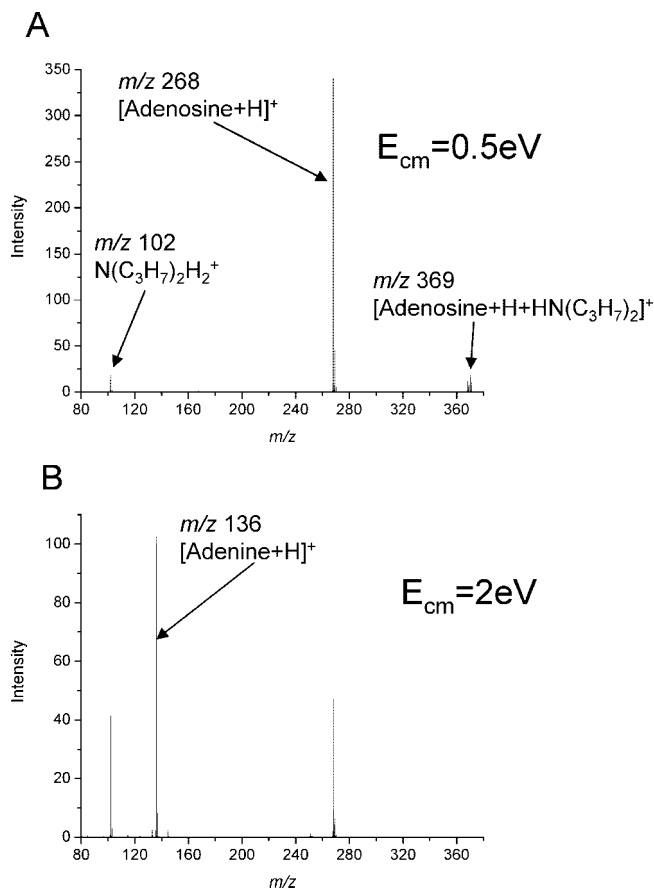 A
m/z 268
[Adenosine+H]⁺
E_cm=0.5eV
m/z 102
N(C₃H₇)₂H₂⁺
m/z 369
[Adenosine+H+HN(C₃H₇)₂]⁺
Intensity
350
300
250
200
150
100
50
0
80 120 160 200 240 280 320 360
m/z
B
m/z 136
[Adenine+H]⁺
E_cm=2eV
Intensity
100
80
60
40
20
0
80 120 160 200 240 280 320 360
m/z